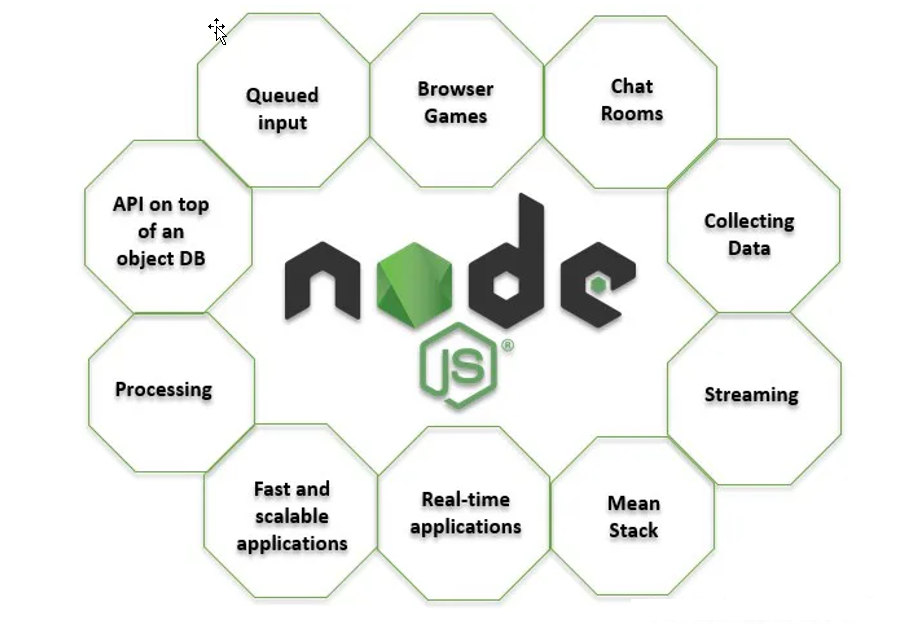 Queued
input
Browser
Games
Chat
Rooms
API on top
of an
object DB
Collecting
Data
node
JS®
Processing
Streaming
Fast and
scalable
applications
Real-time
applications
Mean
Stack